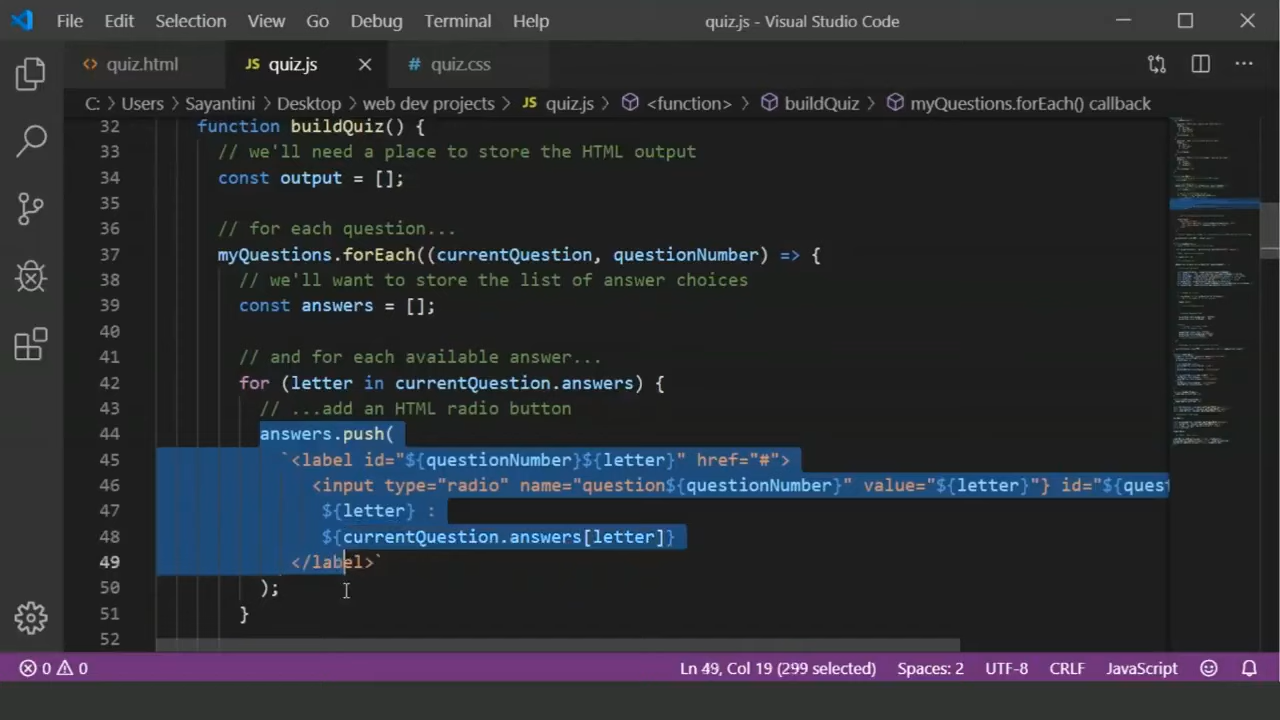 File Edit Selection View Go Debug Terminal Help quiz.js - Visual Studio Code
<> quiz.html JS quiz.js # quiz.css
C: > Users > Sayantini > Desktop > web dev projects > JS quiz.js > <function> > buildQuiz > myQuestions.forEach() callback
32 function buildQuiz() {
33 // we'll need a place to store the HTML output
34 const output = [];
35
36 // for each question...
37 myQuestions.forEach((currentQuestion, questionNumber) => {
38 // we'll want to store the list of answer choices
39 const answers = [];
40
41 // and for each available answer...
42 for (letter in currentQuestion.answers) {
43 // ...add an HTML radio button
44 answers.push(
45 `<label id="${questionNumber}${letter}" href="#">
46 <input type="radio" name="question${questionNumber}" value="${letter}"} id="${quest
47 ${letter} :
48 ${currentQuestion.answers[letter]}
49 </label>`
50 );
51 }
52
0 0 Ln 49, Col 19 (299 selected) Spaces: 2 UTF-8 CRLF JavaScript